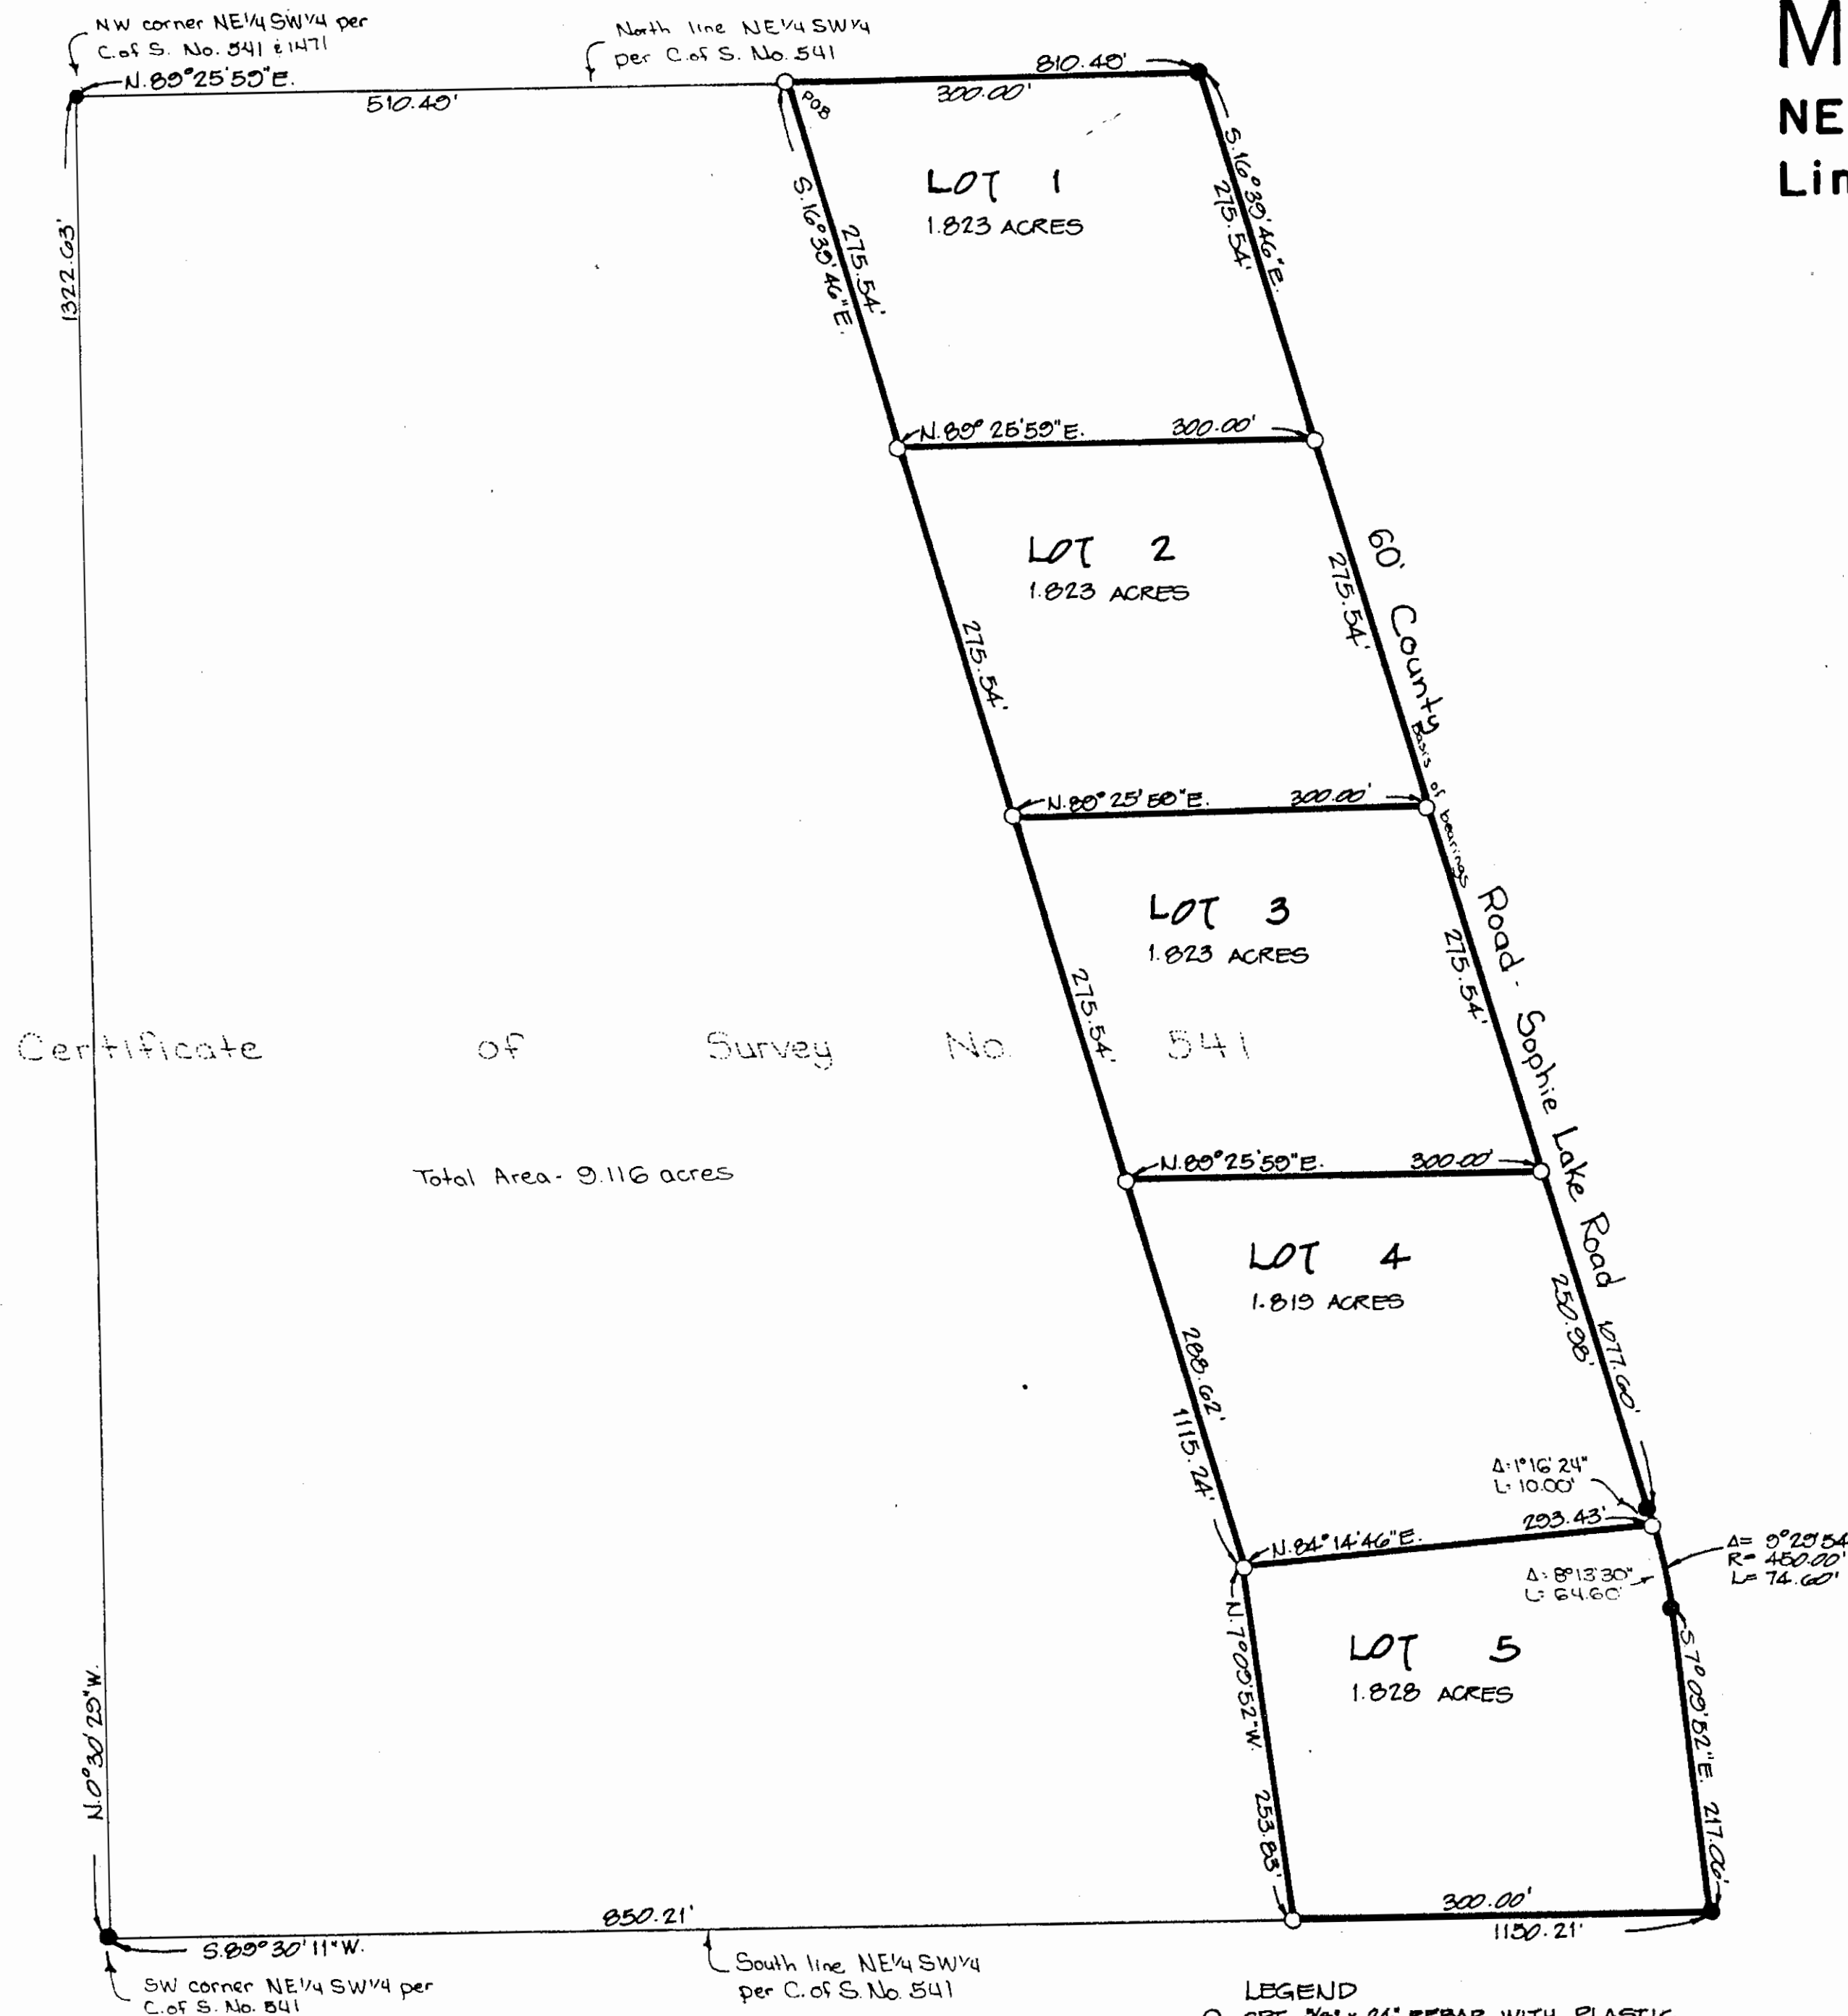 M
NE
Lin
NW corner NE¼ SW¼ per
C. of S. No. 541 & 1471
North line NE¼ SW¼
per C. of S. No. 541
N.89°25'59"E.
510.49'
810.49'
300.00'
POB
1322.63'
S.16°39'46"E.
275.54'
LOT 1
1.823 ACRES
S.16°39'46"E.
275.54'
N.89°25'59"E.
300.00'
LOT 2
1.823 ACRES
275.54'
275.54'
60' County Road - Sophie Lake Road
Basis of bearings
N.89°25'59"E.
300.00'
LOT 3
1.823 ACRES
275.54'
275.54'
Certificate of Survey No. 541
Total Area - 9.116 acres
N.89°25'59"E.
300.00'
LOT 4
1.819 ACRES
288.62'
1115.24'
250.98'
1077.60'
Δ=1°16'24"
L=10.00'
N.84°14'46"E.
293.43'
Δ=8°13'30"
L=64.60'
Δ= 9°29'54
R= 450.00'
L= 74.60'
LOT 5
1.828 ACRES
N.7°09'52"W.
253.83'
S.7°09'52"E. 217.06'
N.0°30'29"W.
850.21'
300.00'
1150.21'
S.89°30'11"W.
SW corner NE¼ SW¼ per
C. of S. No. 541
South line NE¼ SW¼
per C. of S. No. 541
LEGEND